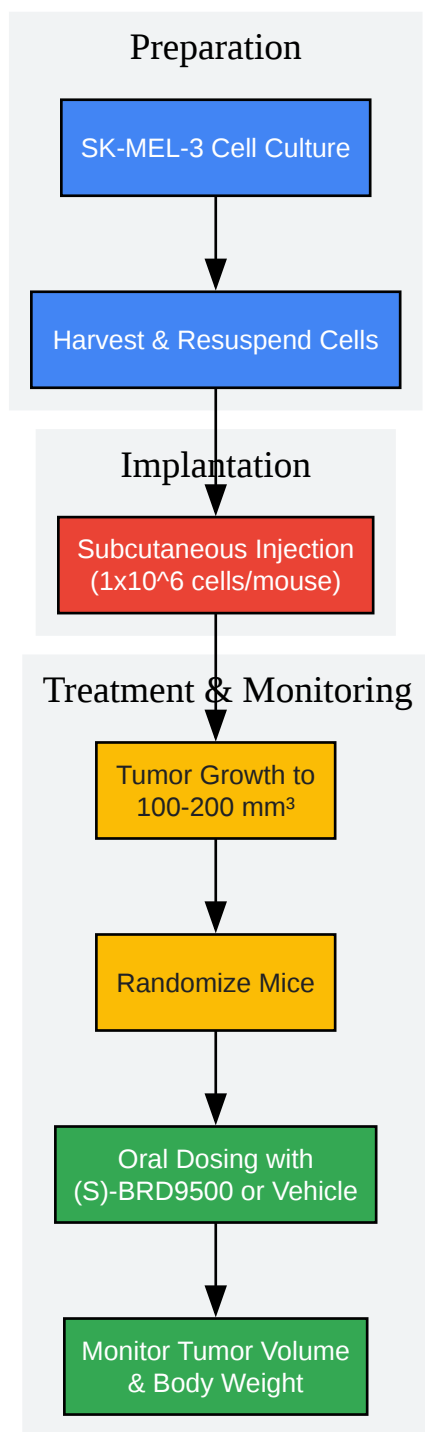 Preparation
SK-MEL-3 Cell Culture
Harvest & Resuspend Cells
Implantation
Subcutaneous Injection
(1x10^6 cells/mouse)
Treatment & Monitoring
Tumor Growth to
100-200 mm³
Randomize Mice
Oral Dosing with
(S)-BRD9500 or Vehicle
Monitor Tumor Volume
& Body Weight